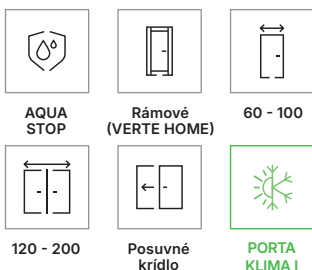 AQUA
STOP
Rámové
(VERTE HOME)
60 - 100
120 - 200
Posuvné
krídlo
PORTA
KLIMA I